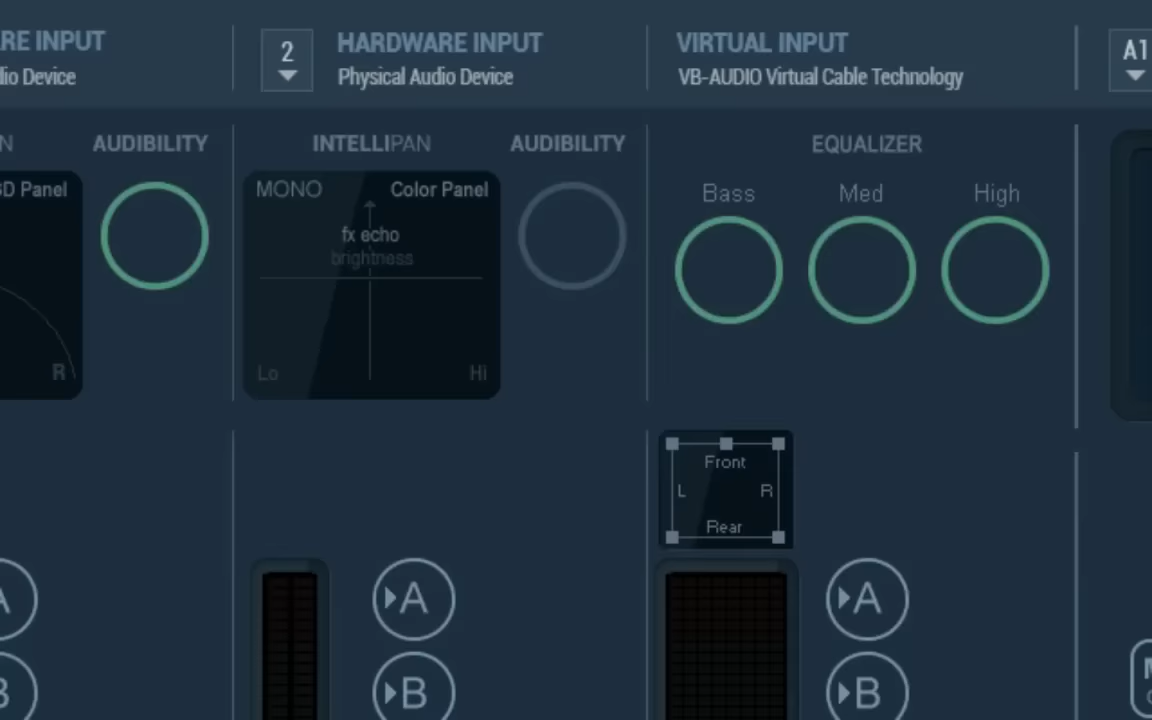 RE INPUT
dio Device
2
HARDWARE INPUT
Physical Audio Device
VIRTUAL INPUT
VB-AUDIO Virtual Cable Technology
A1
N
AUDIBILITY
D Panel
R
INTELLIPAN
AUDIBILITY
MONO
Color Panel
fx echo
brightness
Lo
Hi
EQUALIZER
Bass
Med
High
Front
L
R
Rear
A
B
A
B
A
B
M